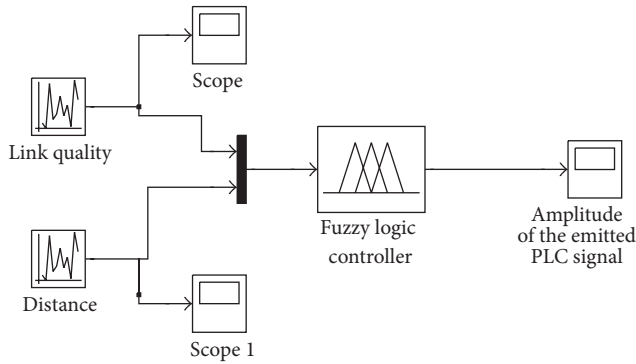 Scope
Link quality
Fuzzy logic
controller
Amplitude
of the emitted
PLC signal
Distance
Scope 1